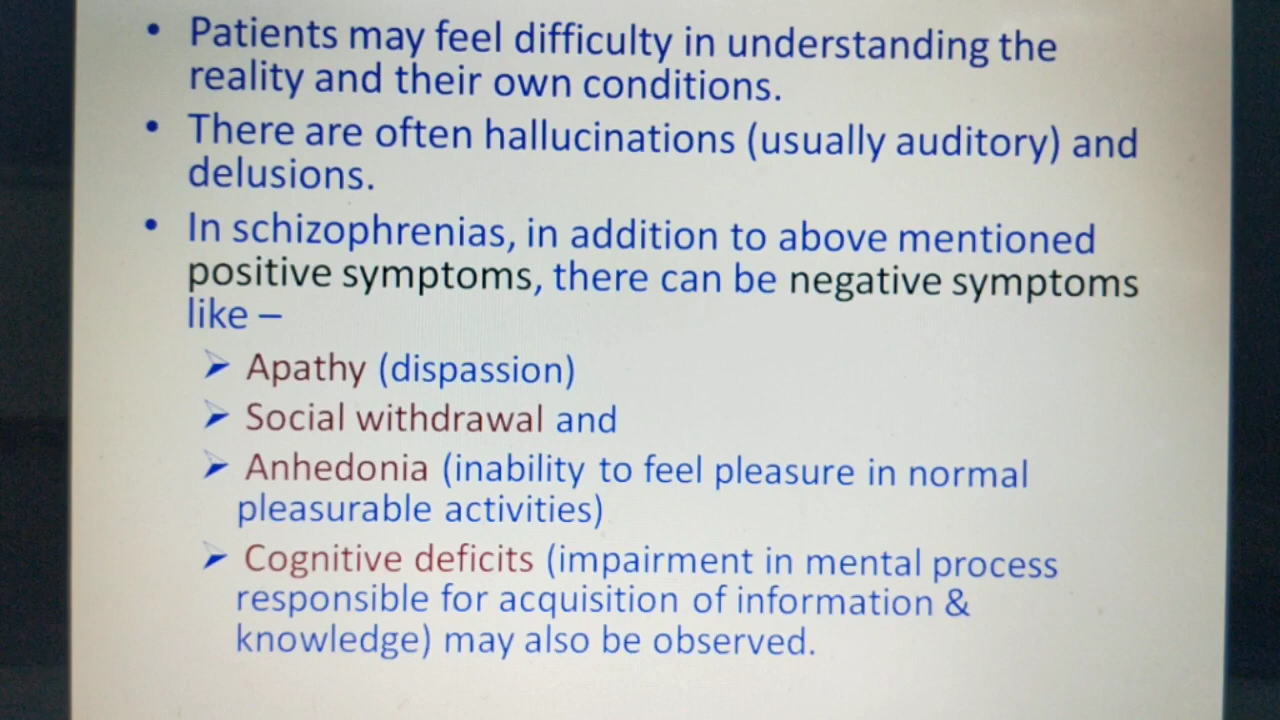 • Patients may feel difficulty in understanding the
reality and their own conditions.
• There are often hallucinations (usually auditory) and
delusions.
• In schizophrenias, in addition to above mentioned
positive symptoms, there can be negative symptoms
like –
➢ Apathy (dispassion)
➢ Social withdrawal and
➢ Anhedonia (inability to feel pleasure in normal
pleasurable activities)
➢ Cognitive deficits (impairment in mental process
responsible for acquisition of information &
knowledge) may also be observed.